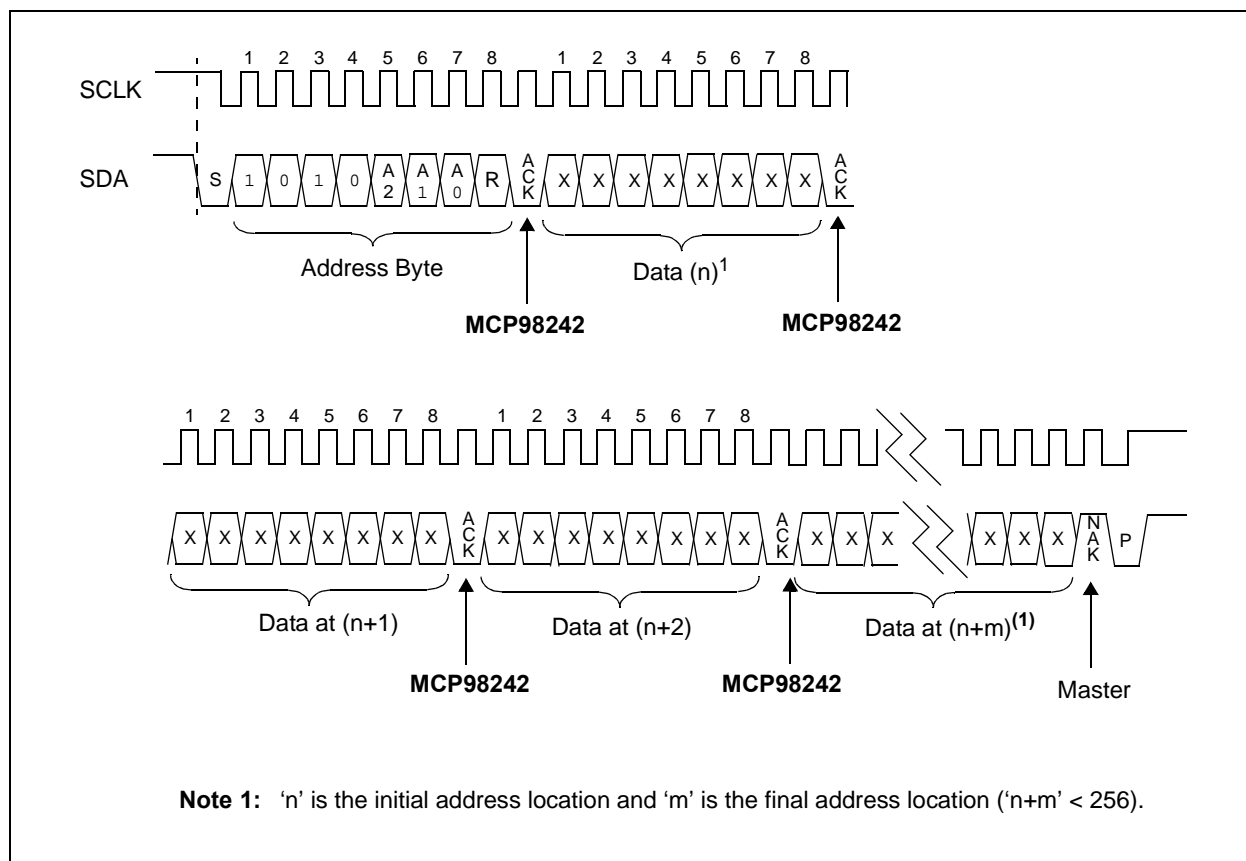 1 2 3 4 5 6 7 8 1 2 3 4 5 6 7 8
SCLK
SDA S 1 0 1 0 A2 A1 A0 R ACK X X X X X X X X ACK
Address Byte Data (n)1
MCP98242 MCP98242
1 2 3 4 5 6 7 8 1 2 3 4 5 6 7 8
X X X X X X X X ACK X X X X X X X X ACK X X X X X X NAK P
Data at (n+1) Data at (n+2) Data at (n+m)(1)
MCP98242 MCP98242 Master
Note 1: ‘n’ is the initial address location and ‘m’ is the final address location (‘n+m’ < 256).